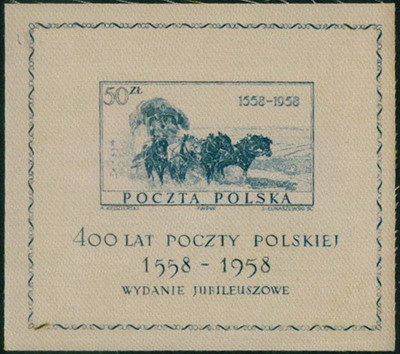 50 ZŁ
1558-1958
POCZTA POLSKA
400 LAT POCZTY POLSKIEJ
1558 - 1958
WYDANIE JUBILEUSZOWE